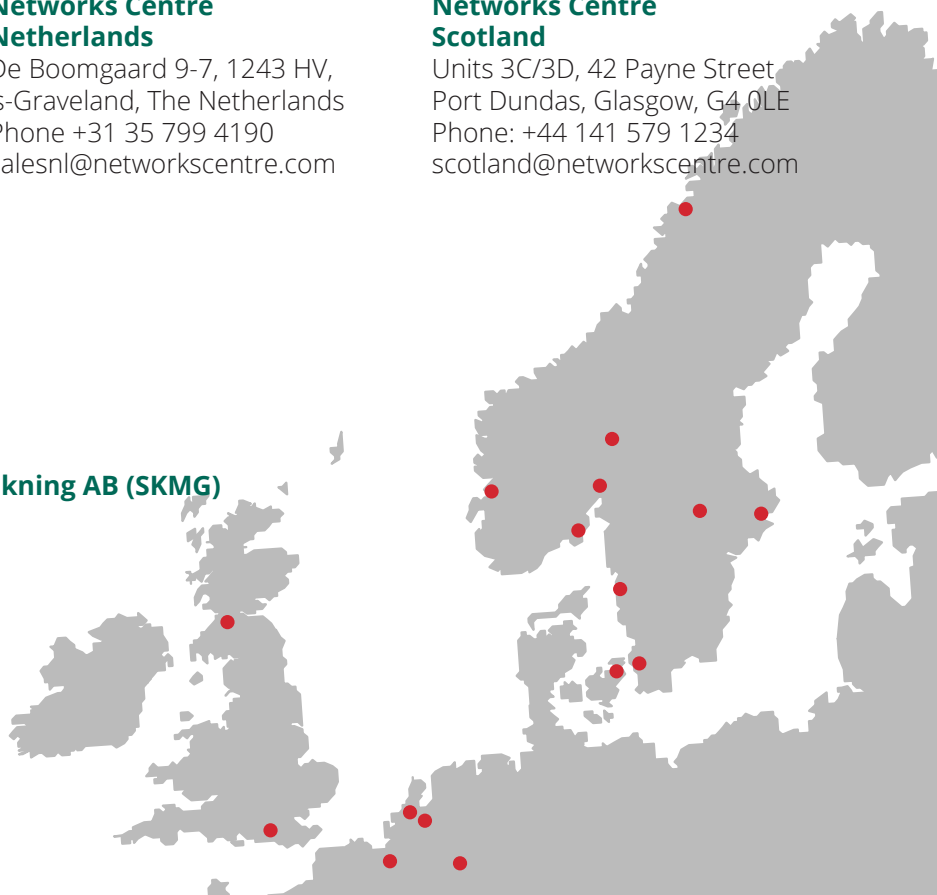 Networks Centre
Netherlands
De Boomgaard 9-7, 1243 HV,
s-Graveland, The Netherlands
Phone +31 35 799 4190
alesnl@networkscentre.com
Networks Centre
Scotland
Units 3C/3D, 42 Payne Street
Port Dundas, Glasgow, G4 0LE
Phone: +44 141 579 1234
scotland@networkscentre.com
kning AB (SKMG)